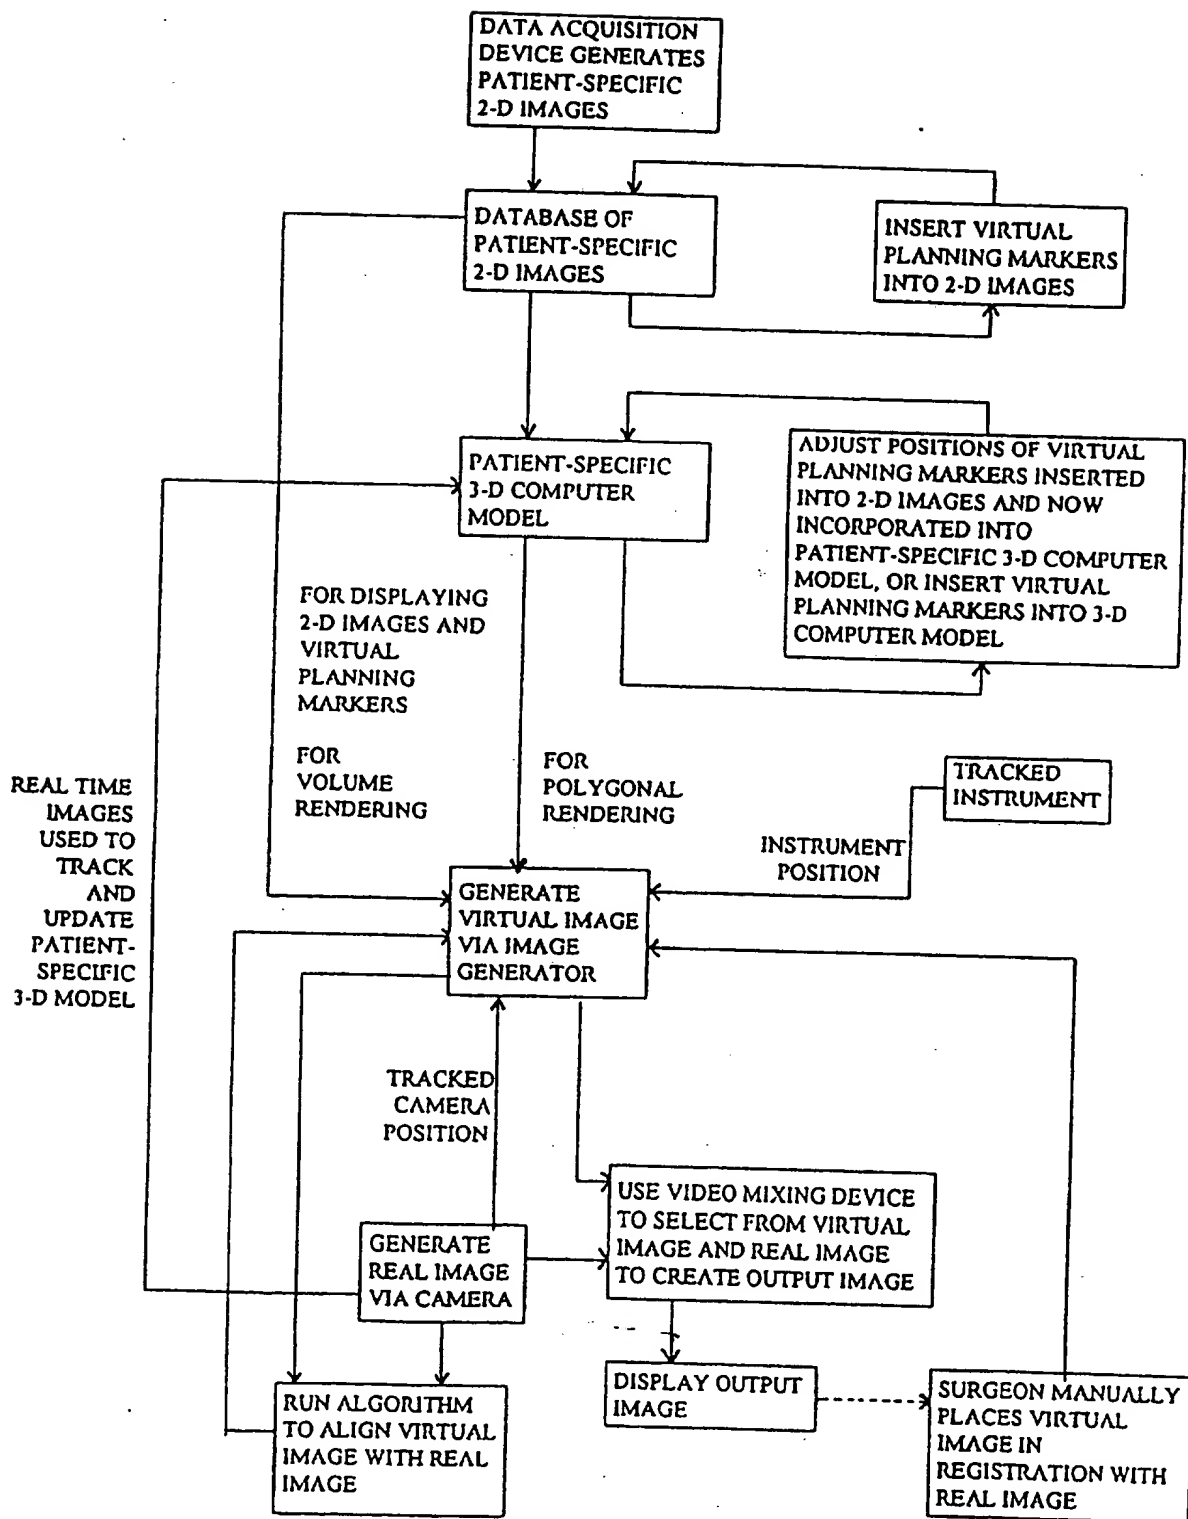 DATA ACQUISITION
DEVICE GENERATES
PATIENT-SPECIFIC
2-D IMAGES
DATABASE OF
PATIENT-SPECIFIC
2-D IMAGES
INSERT VIRTUAL
PLANNING MARKERS
INTO 2-D IMAGES
PATIENT-SPECIFIC
3-D COMPUTER
MODEL
ADJUST POSITIONS OF VIRTUAL
PLANNING MARKERS INSERTED
INTO 2-D IMAGES AND NOW
INCORPORATED INTO
PATIENT-SPECIFIC 3-D COMPUTER
MODEL, OR INSERT VIRTUAL
PLANNING MARKERS INTO 3-D
COMPUTER MODEL
FOR DISPLAYING
2-D IMAGES AND
VIRTUAL
PLANNING
MARKERS
FOR
VOLUME
RENDERING
FOR
POLYGONAL
RENDERING
TRACKED
INSTRUMENT
INSTRUMENT
POSITION
REAL TIME
IMAGES
USED TO
TRACK
AND
UPDATE
PATIENT-
SPECIFIC
3-D MODEL
GENERATE
VIRTUAL IMAGE
VIA IMAGE
GENERATOR
TRACKED
CAMERA
POSITION
USE VIDEO MIXING DEVICE
TO SELECT FROM VIRTUAL
IMAGE AND REAL IMAGE
TO CREATE OUTPUT IMAGE
GENERATE
REAL IMAGE
VIA CAMERA
DISPLAY OUTPUT
IMAGE
SURGEON MANUALLY
PLACES VIRTUAL
IMAGE IN
REGISTRATION WITH
REAL IMAGE
RUN ALGORITHM
TO ALIGN VIRTUAL
IMAGE WITH REAL
IMAGE